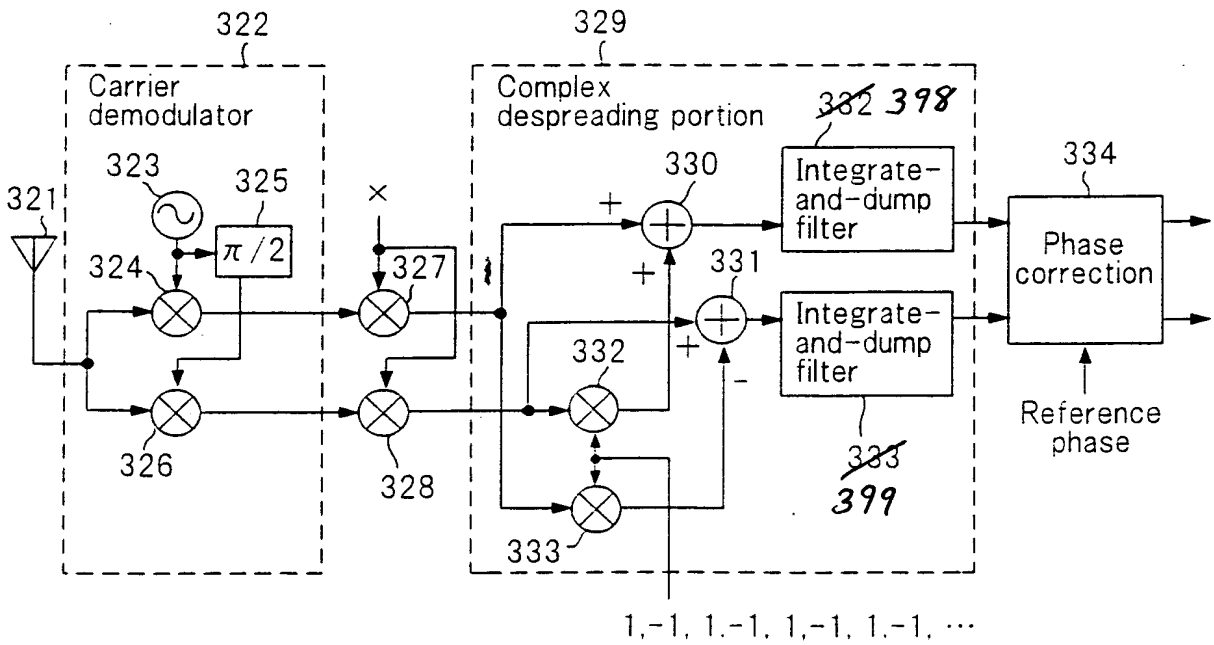 322
329
Carrier
demodulator
Complex
despreading portion
332 398
323
325
330
334
321
×
Integrate-
and-dump
filter
π/2
+
324
327
+
331
Phase
correction
Integrate-
and-dump
filter
+
332
-
326
328
333
399
Reference
phase
333
1,-1, 1.-1, 1,-1, 1.-1, ···